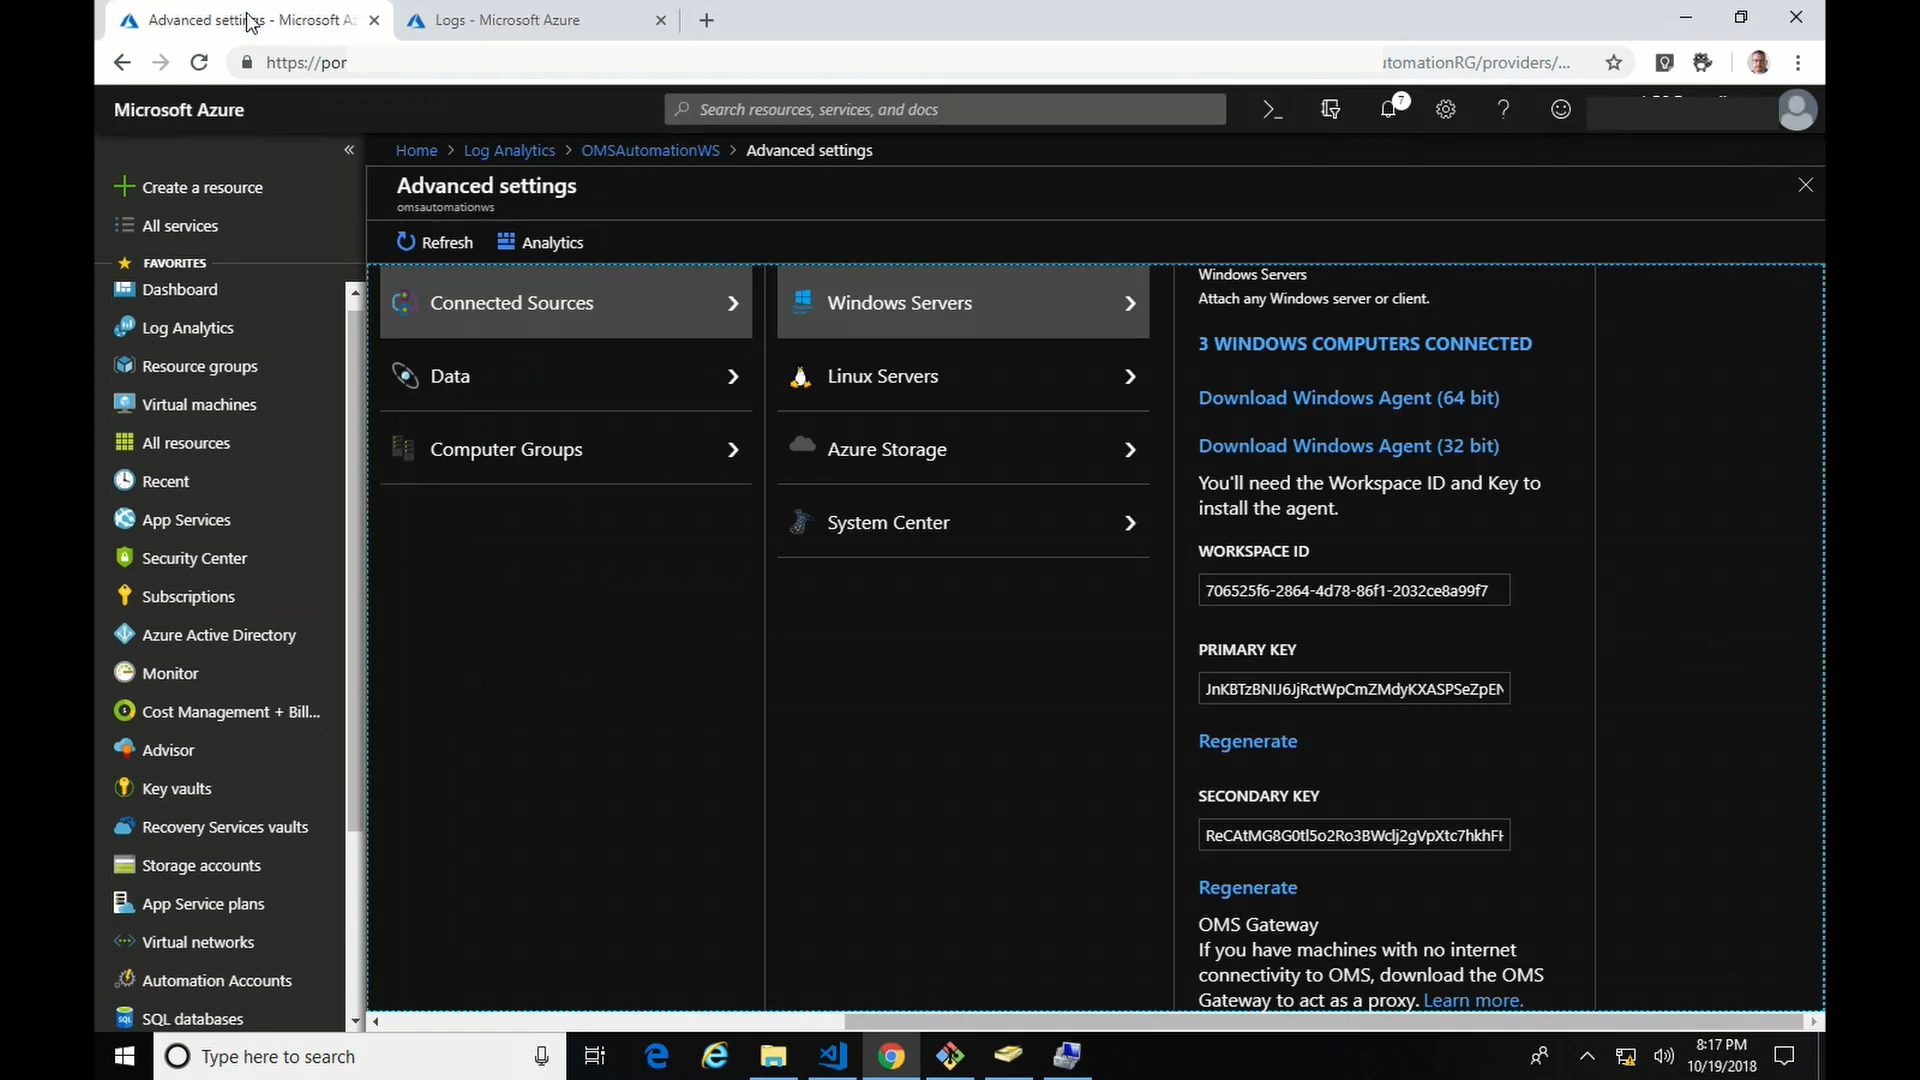 Advanced settings - Microsoft Az
Logs - Microsoft Azure
https://por
utomationRG/providers/...
Microsoft Azure
Search resources, services, and docs
7
Home > Log Analytics > OMSAutomationWS > Advanced settings
Advanced settings
omsautomationws
Refresh
Analytics
Create a resource
All services
FAVORITES
Dashboard
Log Analytics
Resource groups
Virtual machines
All resources
Recent
App Services
Security Center
Subscriptions
Azure Active Directory
Monitor
Cost Management + Bill...
Advisor
Key vaults
Recovery Services vaults
Storage accounts
App Service plans
Virtual networks
Automation Accounts
SQL databases
Connected Sources
Data
Computer Groups
Windows Servers
Linux Servers
Azure Storage
System Center
Windows Servers
Attach any Windows server or client.
3 WINDOWS COMPUTERS CONNECTED
Download Windows Agent (64 bit)
Download Windows Agent (32 bit)
You'll need the Workspace ID and Key to
install the agent.
WORKSPACE ID
706525f6-2864-4d78-86f1-2032ce8a99f7
PRIMARY KEY
JnKBTzBNIJ6JjRctWpCmZMdyKXASPSeZpEN
Regenerate
SECONDARY KEY
ReCAtMG8G0tl5o2Ro3BWclj2gVpXtc7hkhFH
Regenerate
OMS Gateway
If you have machines with no internet
connectivity to OMS, download the OMS
Gateway to act as a proxy. Learn more.
Type here to search
8:17 PM
10/19/2018